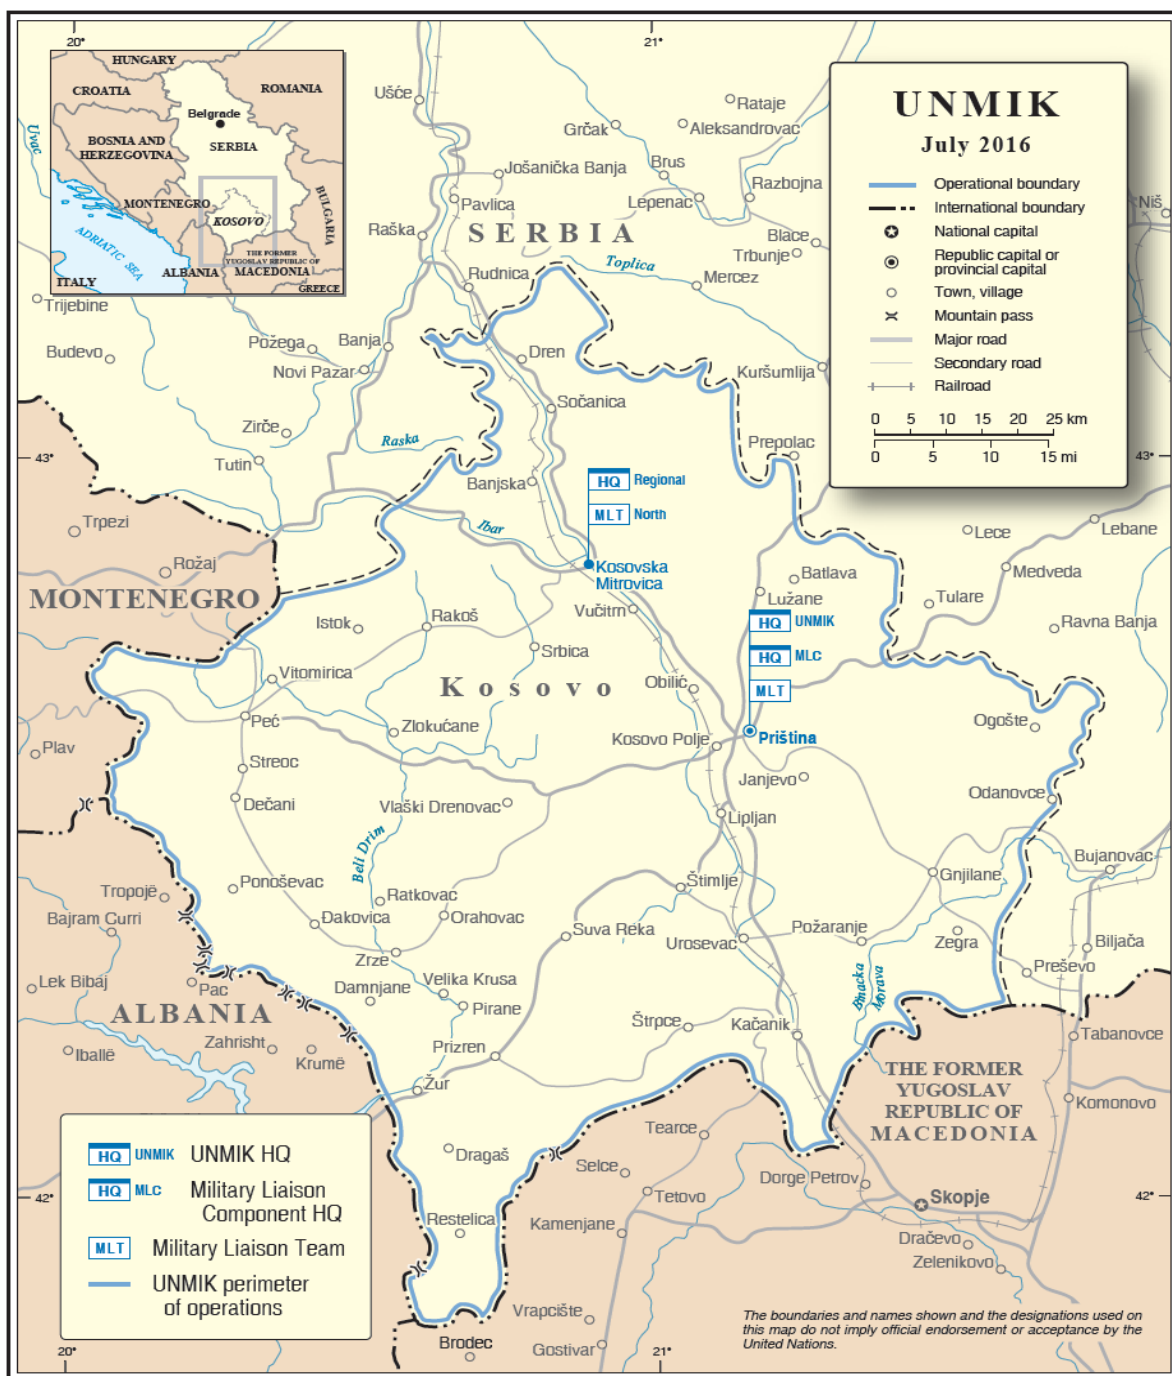 20°
21°
HUNGARY
CROATIA
ROMANIA
Belgrade
BOSNIA AND
HERZEGOVINA
SERBIA
MONTENEGRO
KOSOVO
BULGARIA
ADRIATIC SEA
THE FORMER
YUGOSLAV REPUBLIC OF
MACEDONIA
ALBANIA
ITALY
GREECE
UNMIK
July 2016
Operational boundary
International boundary
National capital
Republic capital or
provincial capital
Town, village
Mountain pass
Major road
Secondary road
Railroad
0 5 10 15 20 25 km
0 5 10 15 mi
Uvac
Ušće
Rataje
Grčak
Aleksandrovac
Jošanička Banja
Brus
Razbojna
Pavlica
Lepenac
Niš
Raška
SERBIA
Blace
Trbunje
Toplica
Rudnica
Mercez
Trijebine
Požega
Banja
Budevo
Dren
Novi Pazar
Kuršumlija
Sočanica
Zirče
Raska
Prepolac
Tutin
43°
43°
Banjska
HQ Regional
MLT North
Ibar
Trpezi
Lece
Lebane
Rožaj
Kosovska
Mitrovica
Batlava
Medveda
MONTENEGRO
Lužane
Tulare
Vučitrn
Istok
Rakoš
HQ UNMIK
Ravna Banja
Srbica
HQ MLC
Vitomirica
Kosovo
Obilić
MLT
Peć
Zlokućane
Ogošte
Plav
Kosovo Polje
Priština
Streoc
Janjevo
Dečani
Vlaški Drenovac
Odanovce
Lipljan
Beli Drim
Bujanovac
Ponoševac
Štimlje
Gnjilane
Tropojë
Ratkovac
Bajram Curri
Đakovica
Orahovac
Suva Reka
Požaranje
Urosevac
Zegra
Biljača
Zrze
Lek Bibaj
Velika Krusa
Preševo
Pac
Damnjane
Binacka
Morava
ALBANIA
Pirane
Štrpce
Kačanik
Zahrisht
Tabanovce
Iballë
Krumë
Prizren
THE FORMER
YUGOSLAV
REPUBLIC OF
MACEDONIA
Žur
Komonovo
Tearce
Dragaš
Selce
Dorge Petrov
Tetovo
42°
42°
Skopje
Restelica
Kamenjane
Dračevo
Zelenikovo
Vrapcište
Brodec
Gostivar
HQ UNMIK UNMIK HQ
HQ MLC Military Liaison
Component HQ
MLT Military Liaison Team
UNMIK perimeter
of operations
The boundaries and names shown and the designations used on
this map do not imply official endorsement or acceptance by the
United Nations.
20°
21°